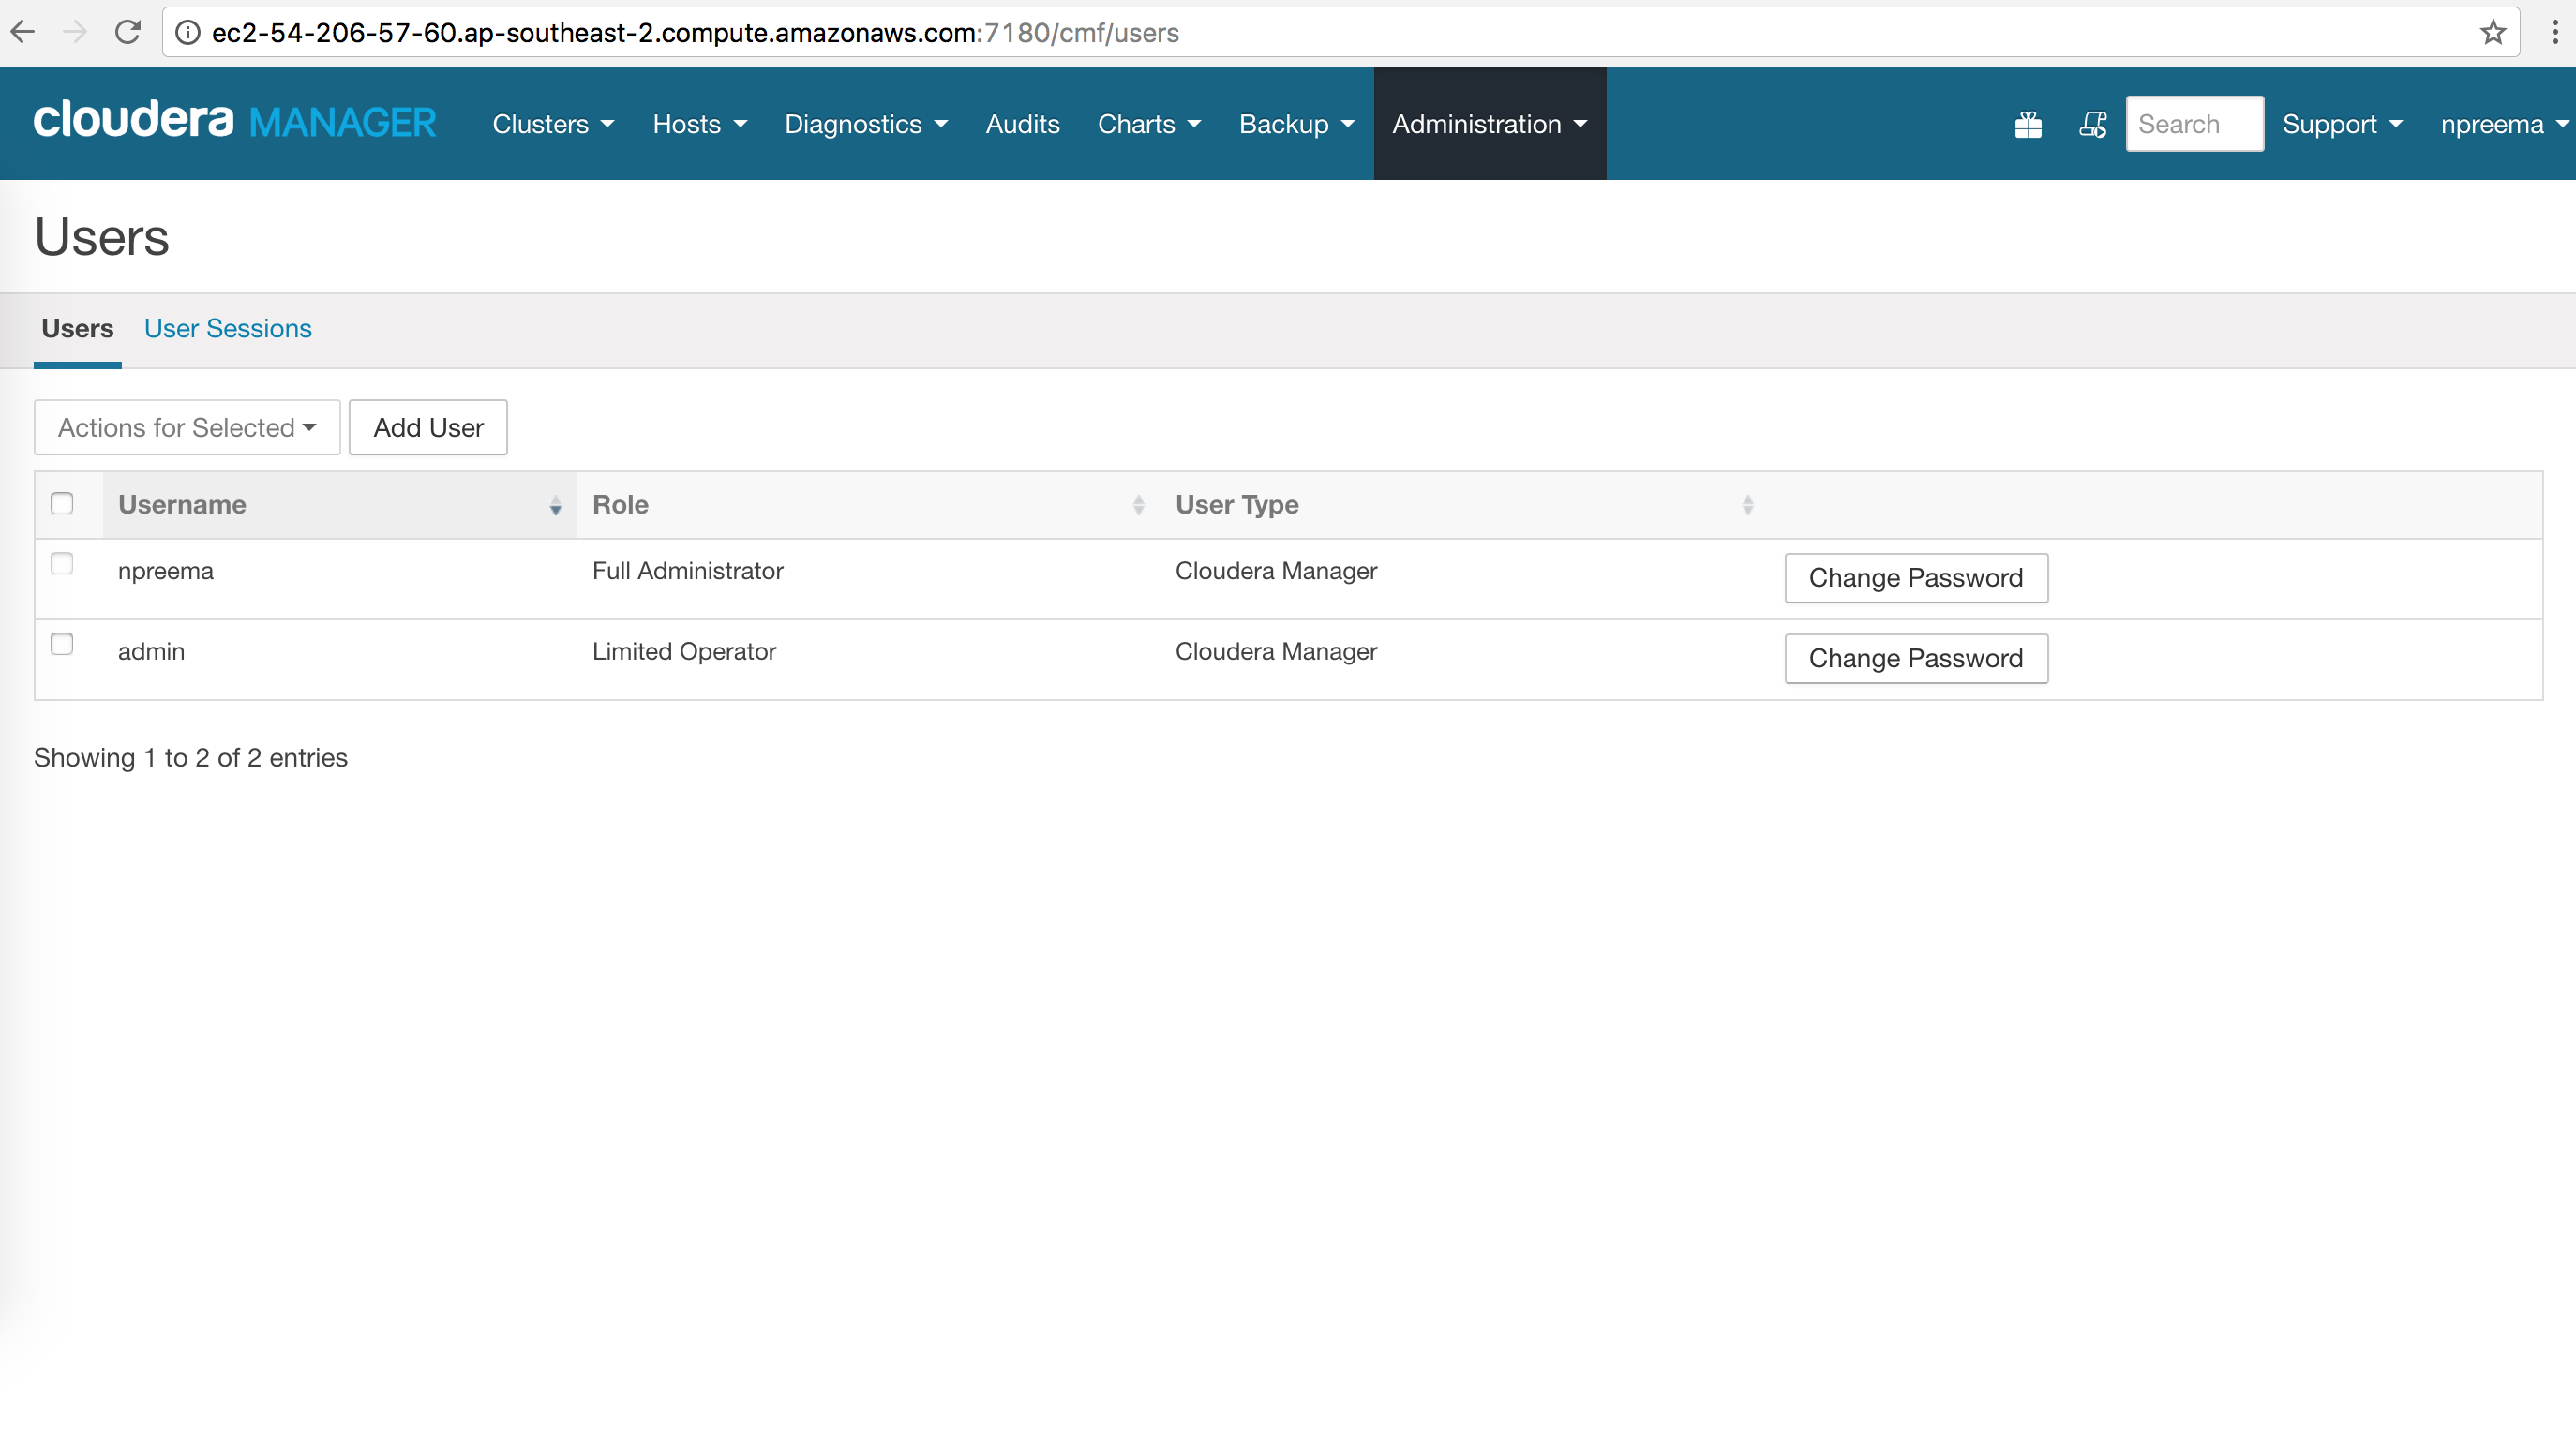 ec2-54-206-57-60.ap-southeast-2.compute.amazonaws.com:7180/cmf/users
cloudera MANAGER Clusters Hosts Diagnostics Audits Charts Backup Administration Search Support npreema
Users
Users User Sessions
Actions for Selected Add User
Username Role User Type
npreema Full Administrator Cloudera Manager Change Password
admin Limited Operator Cloudera Manager Change Password
Showing 1 to 2 of 2 entries